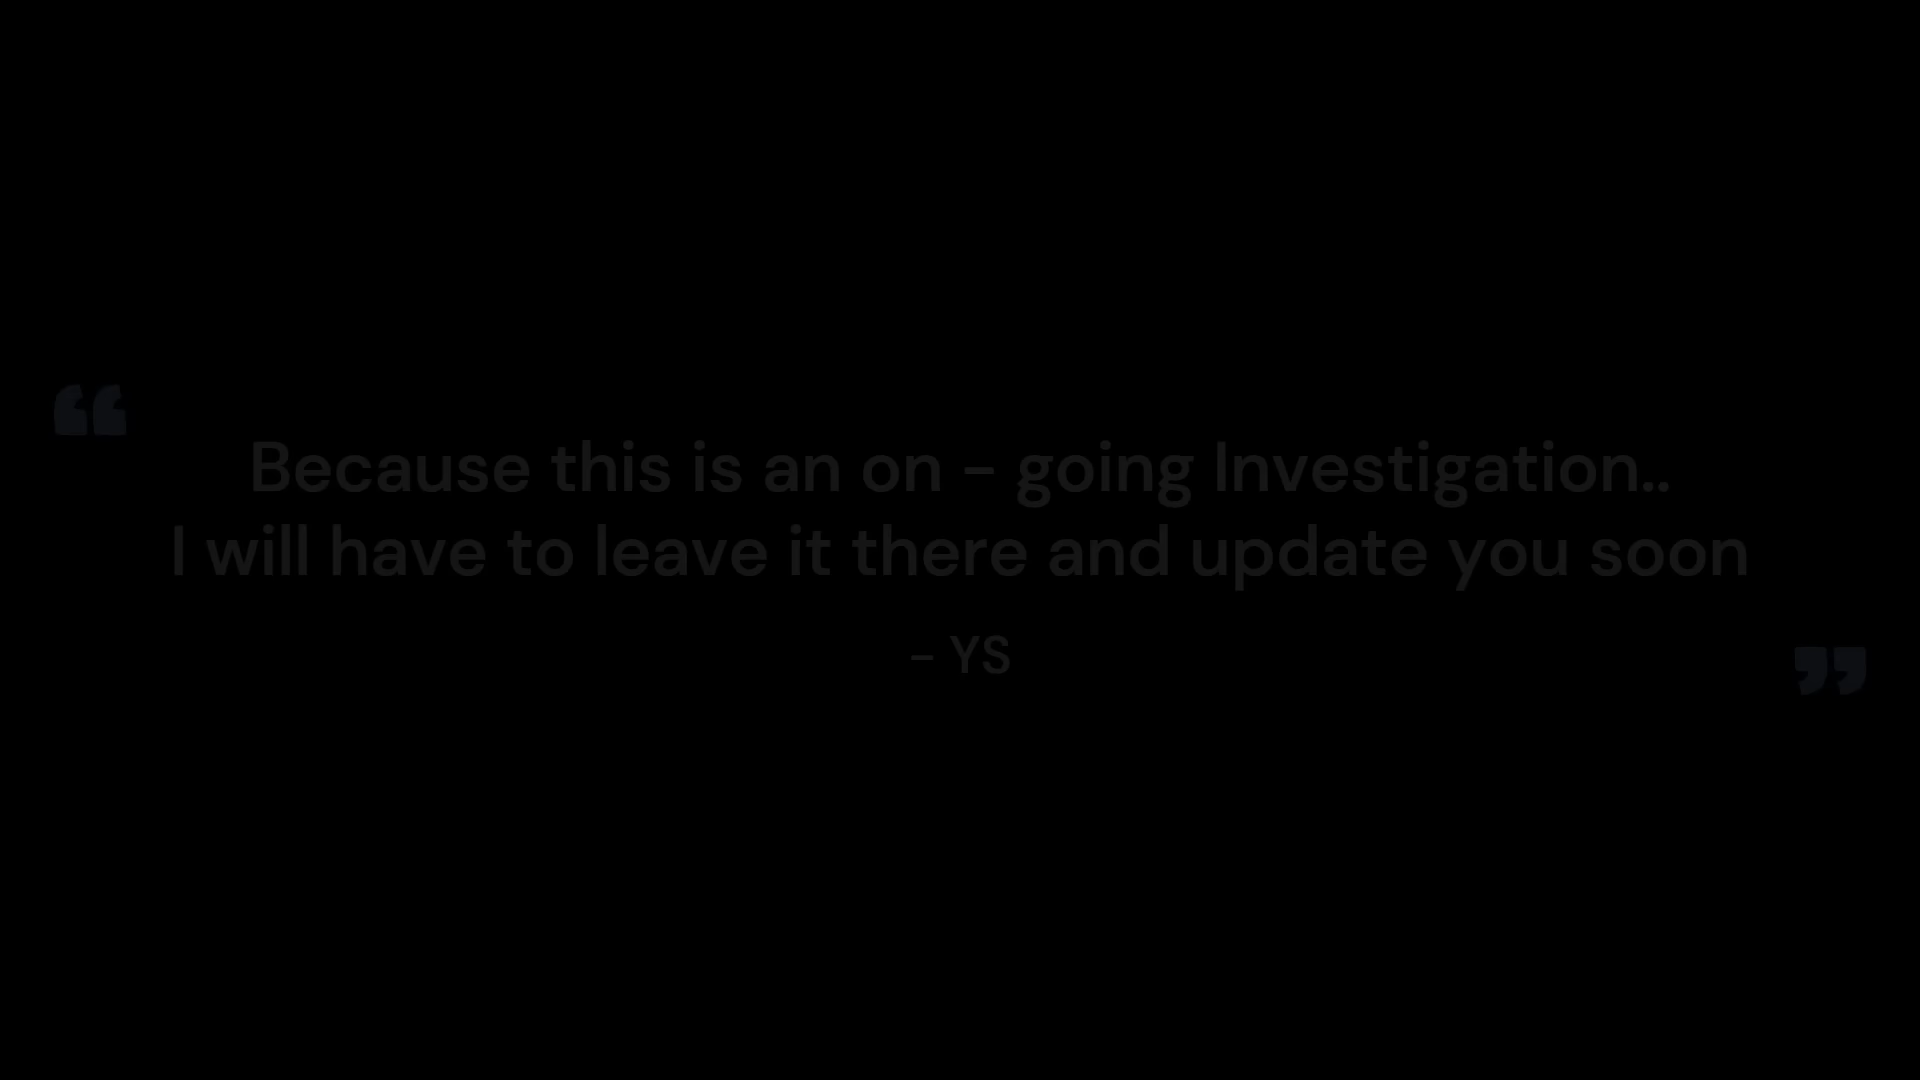 “
Because this is an on – going Investigation..
I will have to leave it there and update you soon
– YS
”